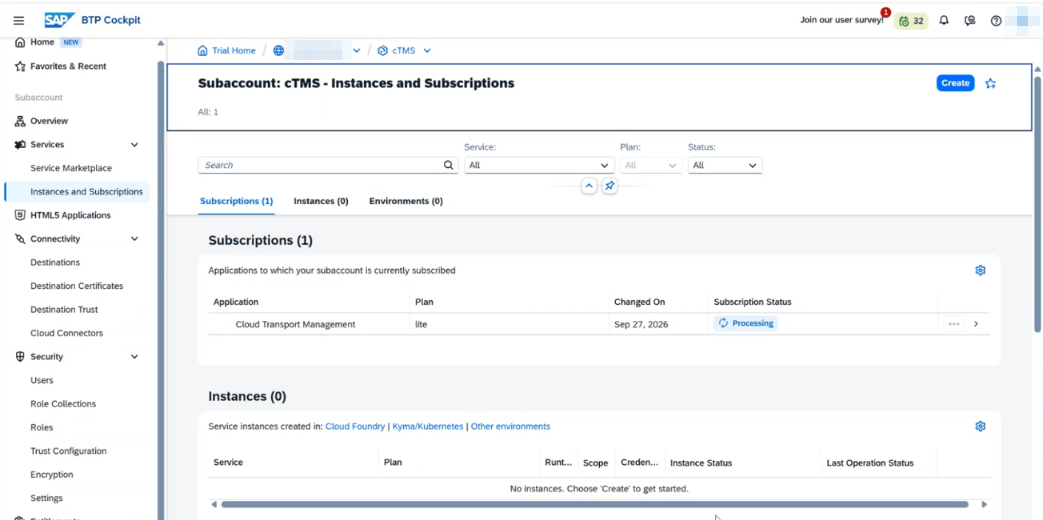 SAP BTP Cockpit
Join our user survey! 1 32
Home NEW
Favorites & Recent
Subaccount
Overview
Services
Service Marketplace
Instances and Subscriptions
HTML5 Applications
Connectivity
Destinations
Destination Certificates
Destination Trust
Cloud Connectors
Security
Users
Role Collections
Roles
Trust Configuration
Encryption
Settings
Trial Home / / cTMS
Subaccount: cTMS - Instances and Subscriptions
Create
All: 1
Service: Plan: Status:
Search All All All
Subscriptions (1) Instances (0) Environments (0)
Subscriptions (1)
Applications to which your subaccount is currently subscribed
Application Plan Changed On Subscription Status
Cloud Transport Management lite Sep 27, 2026 Processing
Instances (0)
Service instances created in: Cloud Foundry | Kyma/Kubernetes | Other environments
Service Plan Runt... Scope Creden... Instance Status Last Operation Status
No instances. Choose 'Create' to get started.